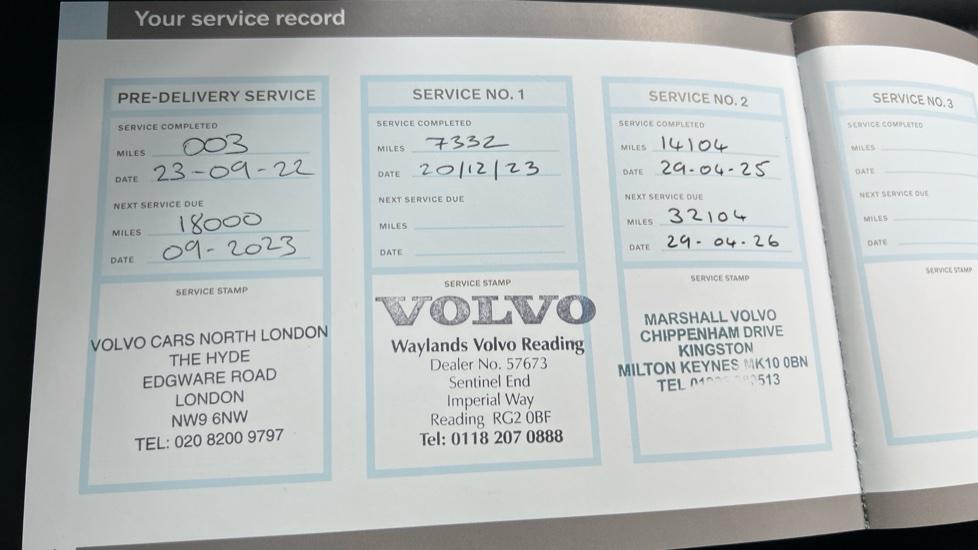 Your service record
PRE-DELIVERY SERVICE
SERVICE COMPLETED
MILES 003
DATE 23-09-22
NEXT SERVICE DUE
MILES 18000
DATE 09-2023
SERVICE STAMP
VOLVO CARS NORTH LONDON
THE HYDE
EDGWARE ROAD
LONDON
NW9 6NW
TEL: 020 8200 9797
SERVICE NO. 1
SERVICE COMPLETED
MILES 7332
DATE 20/12/23
NEXT SERVICE DUE
MILES
DATE
SERVICE STAMP
VOLVO
Waylands Volvo Reading
Dealer No. 57673
Sentinel End
Imperial Way
Reading RG2 0BF
Tel: 0118 207 0888
SERVICE NO. 2
SERVICE COMPLETED
MILES 14104
DATE 29-04-25
NEXT SERVICE DUE
MILES 32104
DATE 29-04-26
SERVICE STAMP
MARSHALL VOLVO
CHIPPENHAM DRIVE
KINGSTON
MILTON KEYNES MK10 0BN
TEL
SERVICE NO. 3
SERVICE COMPLETED
MILES
DATE
NEXT SERVICE DUE
MILES
DATE
SERVICE STAMP